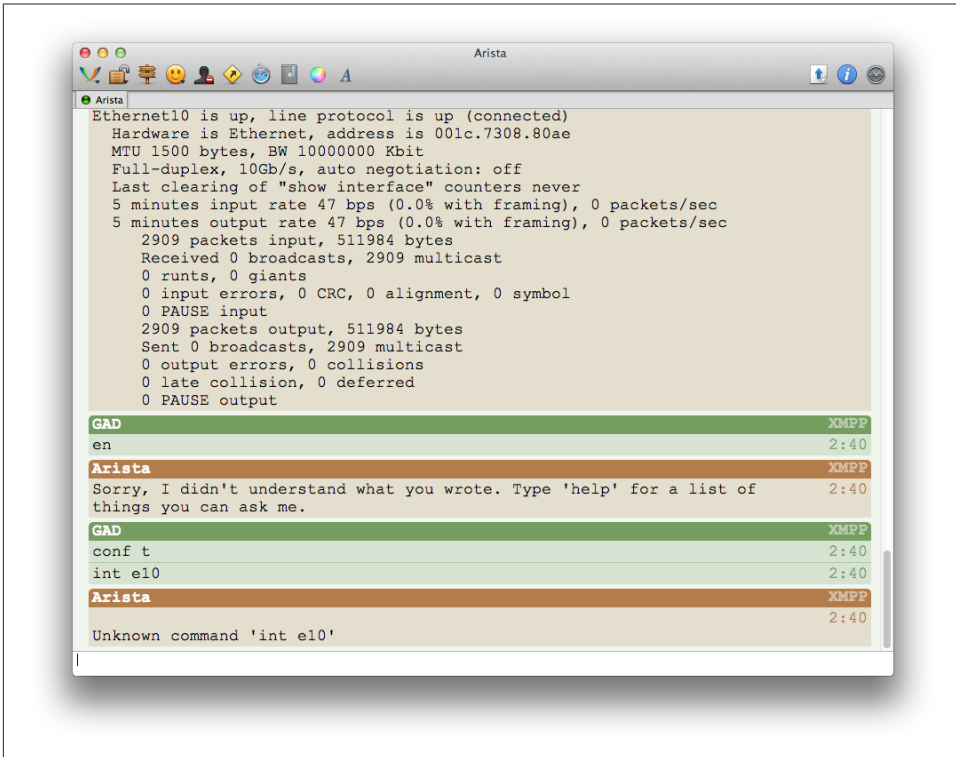 Arista
A
Arista
Ethernet10 is up, line protocol is up (connected)
Hardware is Ethernet, address is 001c.7308.80ae
MTU 1500 bytes, BW 10000000 Kbit
Full-duplex, 10Gb/s, auto negotiation: off
Last clearing of "show interface" counters never
5 minutes input rate 47 bps (0.0% with framing), 0 packets/sec
5 minutes output rate 47 bps (0.0% with framing), 0 packets/sec
2909 packets input, 511984 bytes
Received 0 broadcasts, 2909 multicast
0 runts, 0 giants
0 input errors, 0 CRC, 0 alignment, 0 symbol
0 PAUSE input
2909 packets output, 511984 bytes
Sent 0 broadcasts, 2909 multicast
0 output errors, 0 collisions
0 late collision, 0 deferred
0 PAUSE output
GAD XMPP
en 2:40
Arista XMPP
Sorry, I didn't understand what you wrote. Type 'help' for a list of 2:40
things you can ask me.
GAD XMPP
conf t 2:40
int e10 2:40
Arista XMPP
2:40
Unknown command 'int e10'